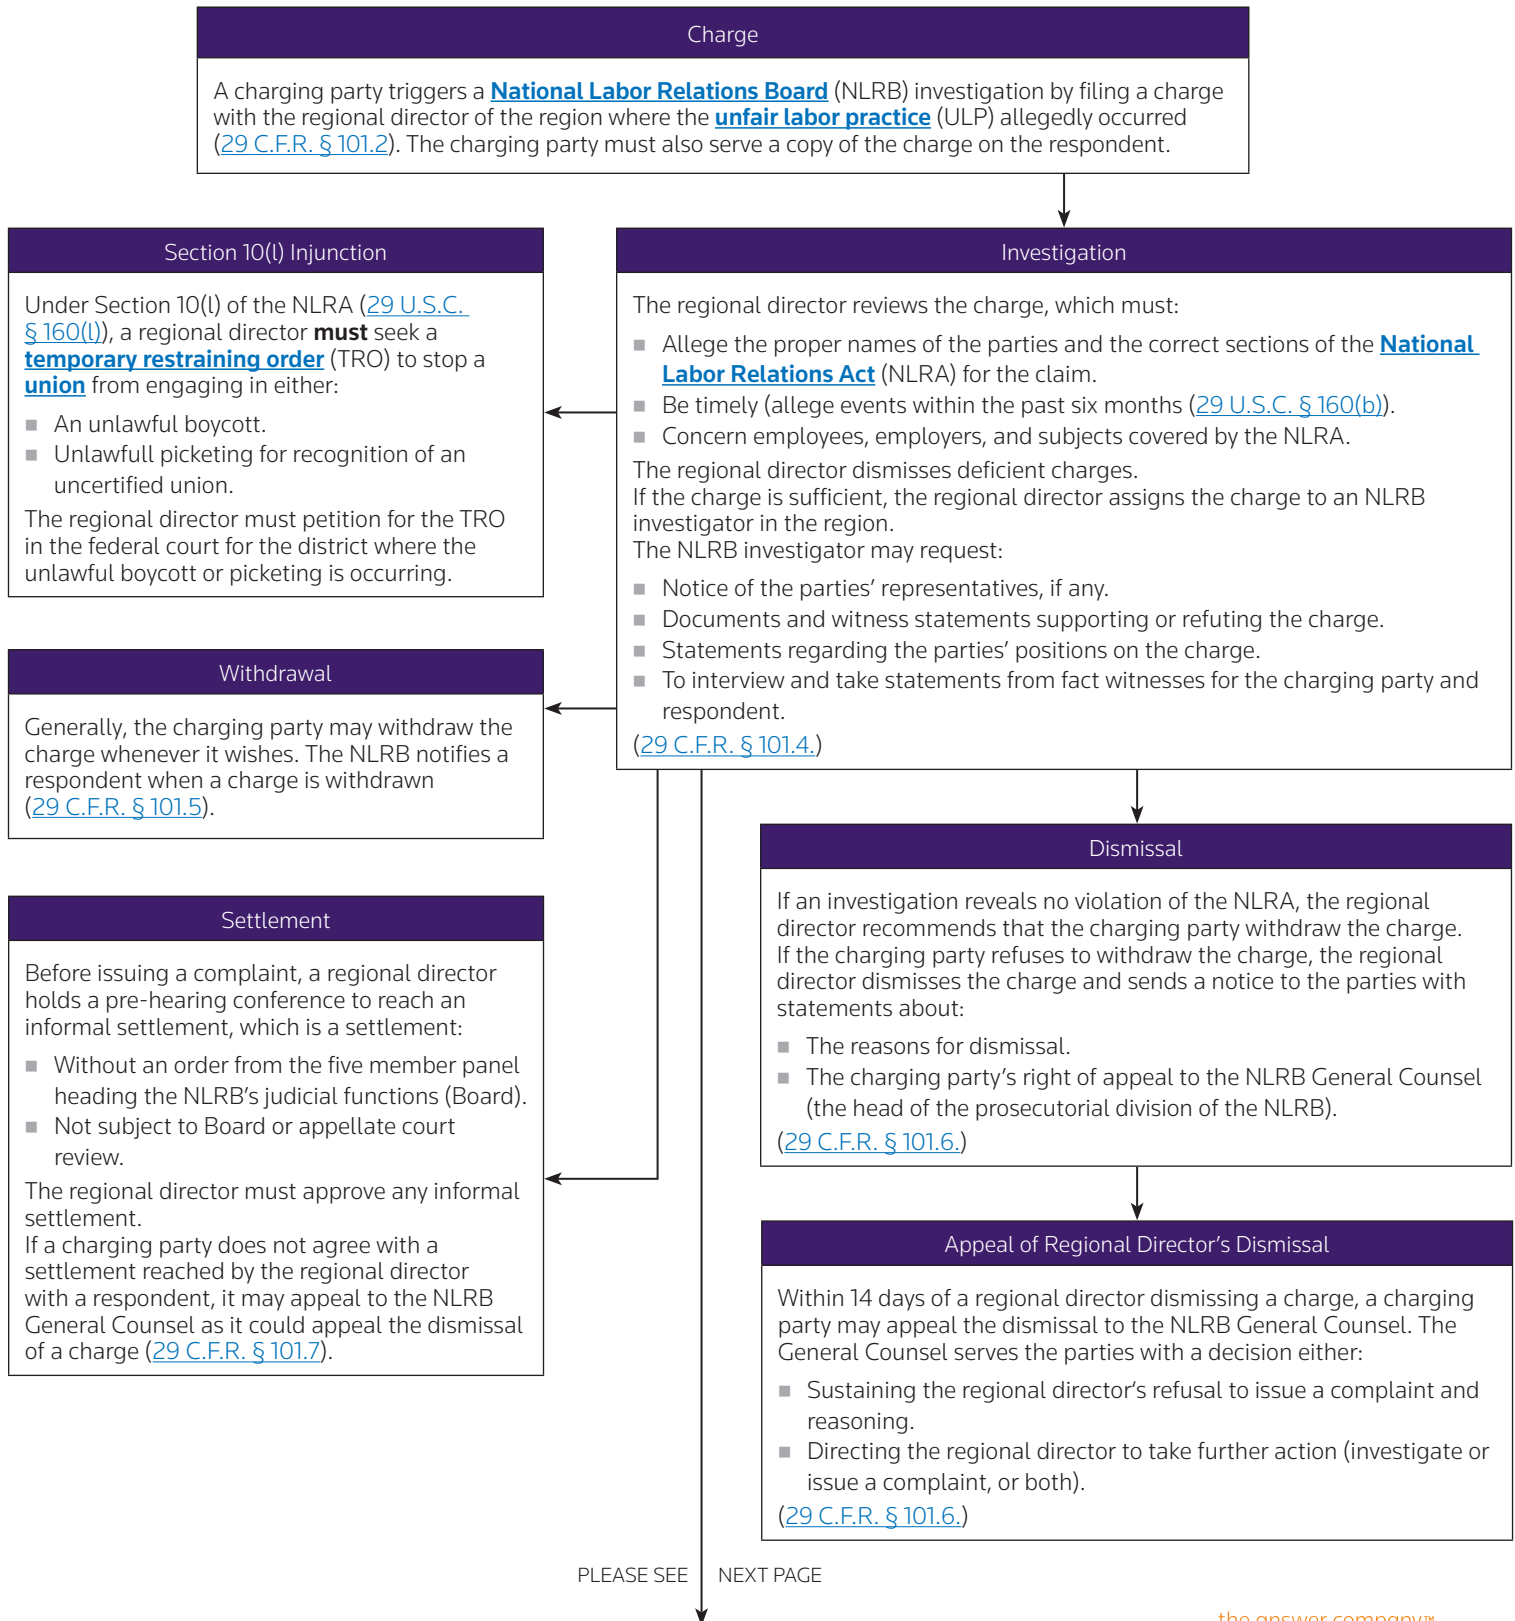 Charge
A charging party triggers a National Labor Relations Board (NLRB) investigation by filing a charge
with the regional director of the region where the unfair labor practice (ULP) allegedly occurred
(29 C.F.R. § 101.2). The charging party must also serve a copy of the charge on the respondent.
Section 10(l) Injunction
Under Section 10(l) of the NLRA (29 U.S.C.
§ 160(l)), a regional director must seek a
temporary restraining order (TRO) to stop a
union from engaging in either:
■ An unlawful boycott.
■ Unlawfull picketing for recognition of an
uncertified union.
The regional director must petition for the TRO
in the federal court for the district where the
unlawful boycott or picketing is occurring.
Investigation
The regional director reviews the charge, which must:
■ Allege the proper names of the parties and the correct sections of the National
Labor Relations Act (NLRA) for the claim.
■ Be timely (allege events within the past six months (29 U.S.C. § 160(b)).
■ Concern employees, employers, and subjects covered by the NLRA.
The regional director dismisses deficient charges.
If the charge is sufficient, the regional director assigns the charge to an NLRB
investigator in the region.
The NLRB investigator may request:
■ Notice of the parties' representatives, if any.
■ Documents and witness statements supporting or refuting the charge.
■ Statements regarding the parties' positions on the charge.
■ To interview and take statements from fact witnesses for the charging party and
respondent.
(29 C.F.R. § 101.4.)
Withdrawal
Generally, the charging party may withdraw the
charge whenever it wishes. The NLRB notifies a
respondent when a charge is withdrawn
(29 C.F.R. § 101.5).
Settlement
Before issuing a complaint, a regional director
holds a pre-hearing conference to reach an
informal settlement, which is a settlement:
■ Without an order from the five member panel
heading the NLRB's judicial functions (Board).
■ Not subject to Board or appellate court
review.
The regional director must approve any informal
settlement.
If a charging party does not agree with a
settlement reached by the regional director
with a respondent, it may appeal to the NLRB
General Counsel as it could appeal the dismissal
of a charge (29 C.F.R. § 101.7).
Dismissal
If an investigation reveals no violation of the NLRA, the regional
director recommends that the charging party withdraw the charge.
If the charging party refuses to withdraw the charge, the regional
director dismisses the charge and sends a notice to the parties with
statements about:
■ The reasons for dismissal.
■ The charging party's right of appeal to the NLRB General Counsel
(the head of the prosecutorial division of the NLRB).
(29 C.F.R. § 101.6.)
Appeal of Regional Director's Dismissal
Within 14 days of a regional director dismissing a charge, a charging
party may appeal the dismissal to the NLRB General Counsel. The
General Counsel serves the parties with a decision either:
■ Sustaining the regional director's refusal to issue a complaint and
reasoning.
■ Directing the regional director to take further action (investigate or
issue a complaint, or both).
(29 C.F.R. § 101.6.)
PLEASE SEE NEXT PAGE
the answer company™